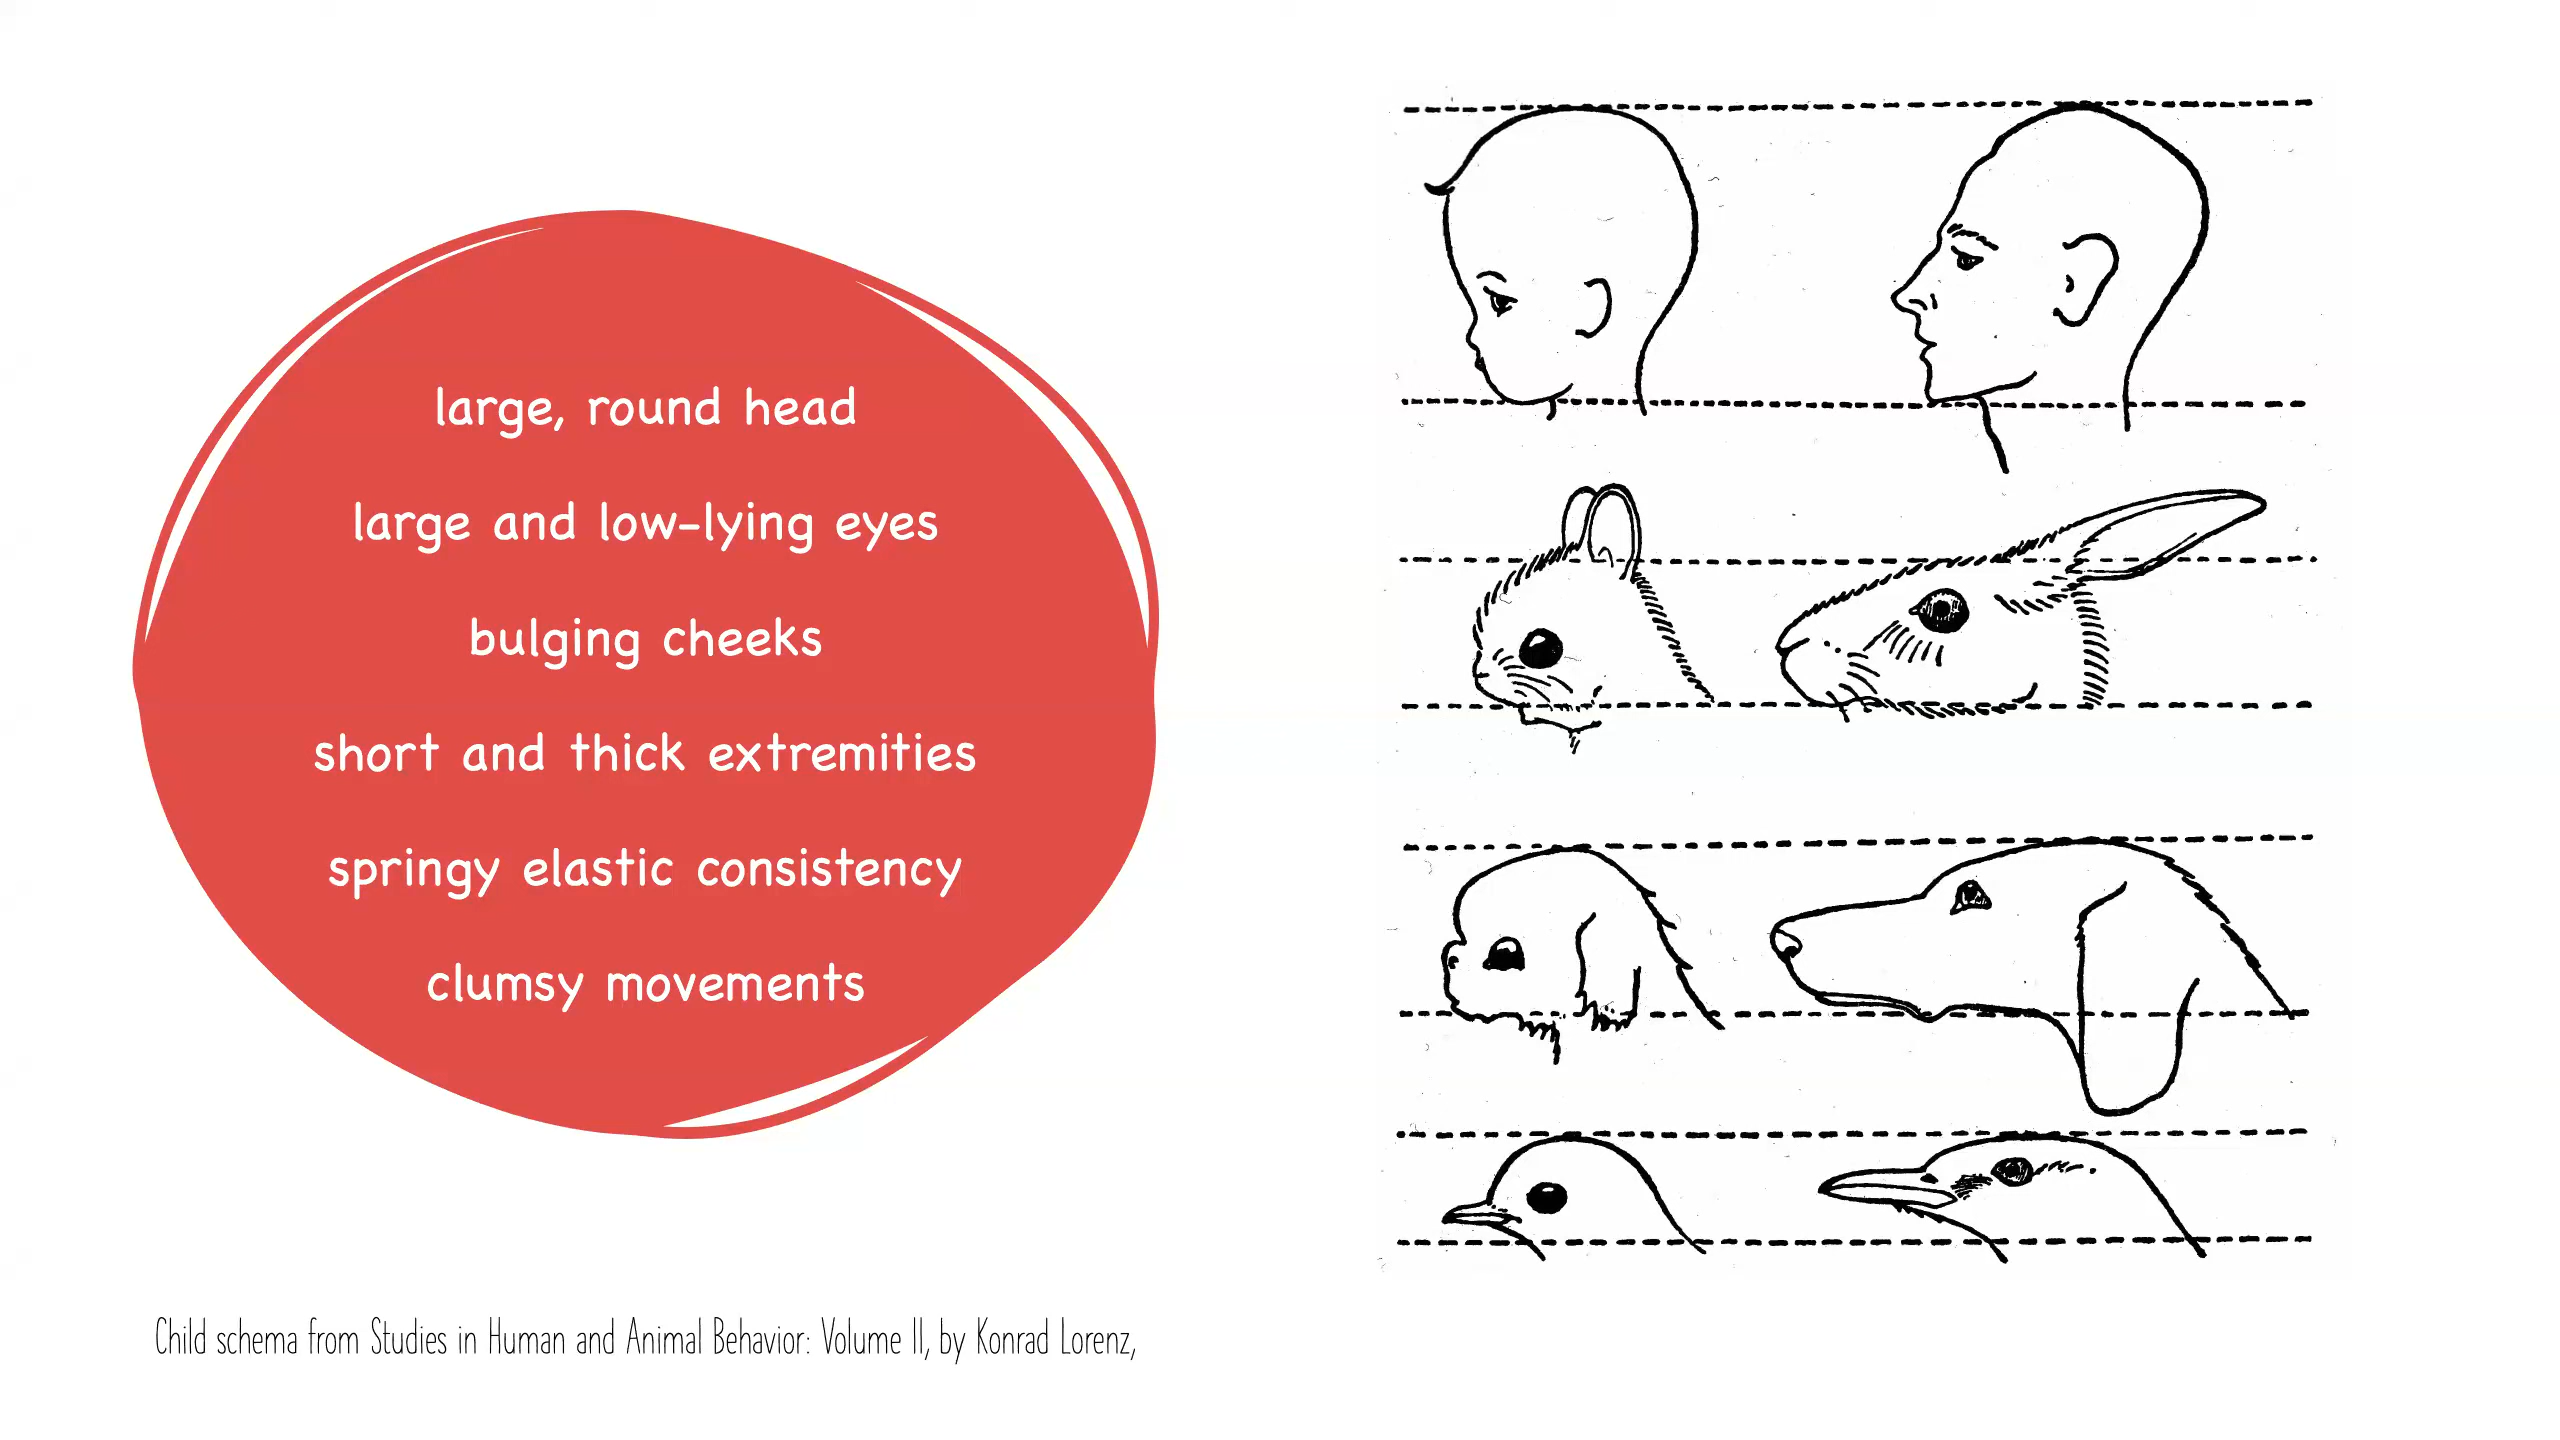 large, round head
large and low-lying eyes
bulging cheeks
short and thick extremities
springy elastic consistency
clumsy movements
Child schema from Studies in Human and Animal Behavior: Volume II, by Konrad Lorenz,